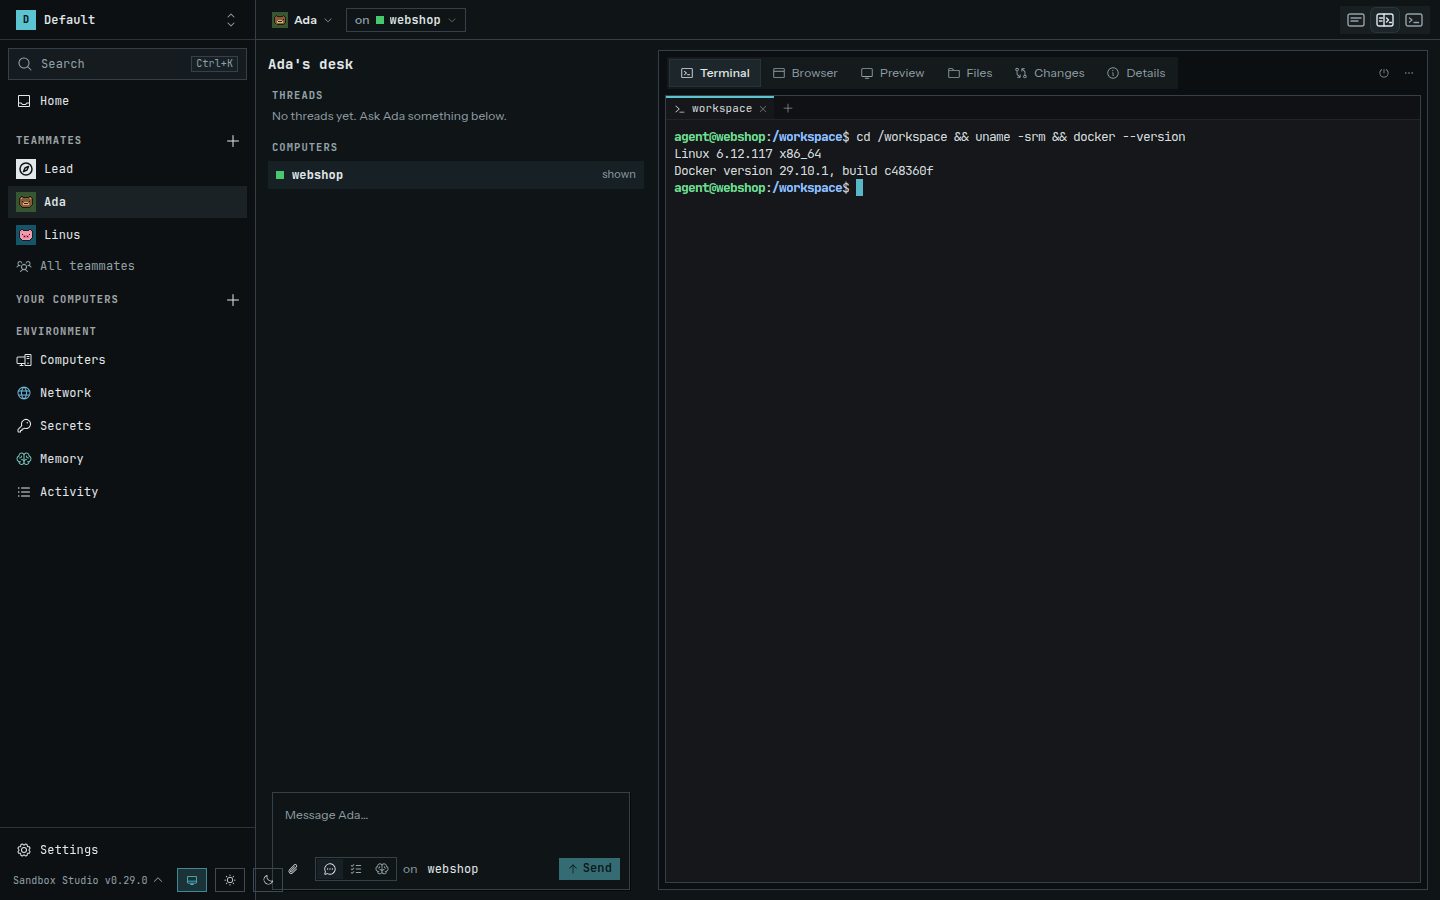 D Default
Search Ctrl+K
Home
TEAMMATES
Lead
Ada
Linus
All teammates
YOUR COMPUTERS
ENVIRONMENT
Computers
Network
Secrets
Memory
Activity
Settings
Sandbox Studio v0.29.0
Ada on webshop
Ada's desk
THREADS
No threads yet. Ask Ada something below.
COMPUTERS
webshop shown
Message Ada...
on webshop Send
Terminal Browser Preview Files Changes Details
workspace
agent@webshop:/workspace$ cd /workspace && uname -srm && docker --version
Linux 6.12.117 x86_64
Docker version 29.10.1, build c48360f
agent@webshop:/workspace$